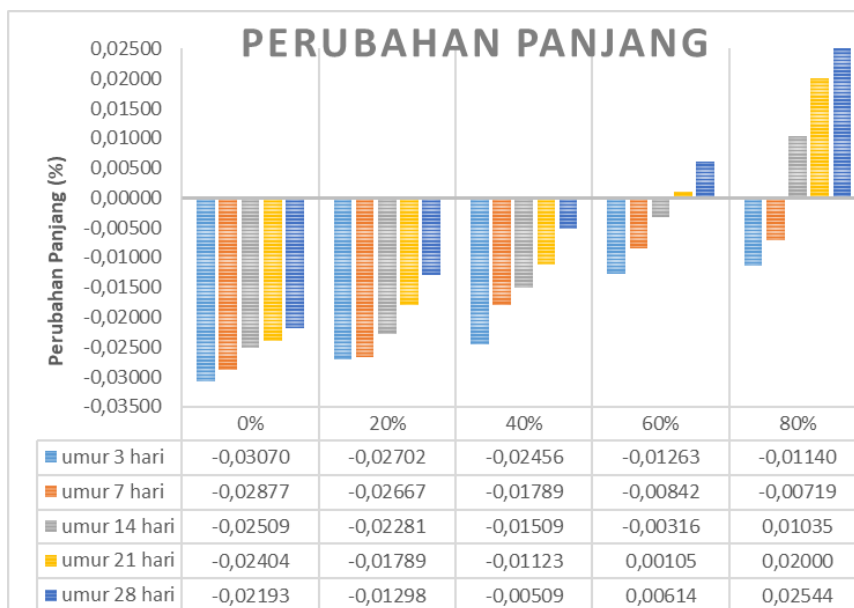 PERUBAHAN PANJANG
Perubahan Panjang (%)
0,02500
0,02000
0,01500
0,01000
0,00500
0,00000
-0,00500
-0,01000
-0,01500
-0,02000
-0,02500
-0,03000
-0,03500
0% 20% 40% 60% 80%
umur 3 hari -0,03070 -0,02702 -0,02456 -0,01263 -0,01140
umur 7 hari -0,02877 -0,02667 -0,01789 -0,00842 -0,00719
umur 14 hari -0,02509 -0,02281 -0,01509 -0,00316 0,01035
umur 21 hari -0,02404 -0,01789 -0,01123 0,00105 0,02000
umur 28 hari -0,02193 -0,01298 -0,00509 0,00614 0,02544